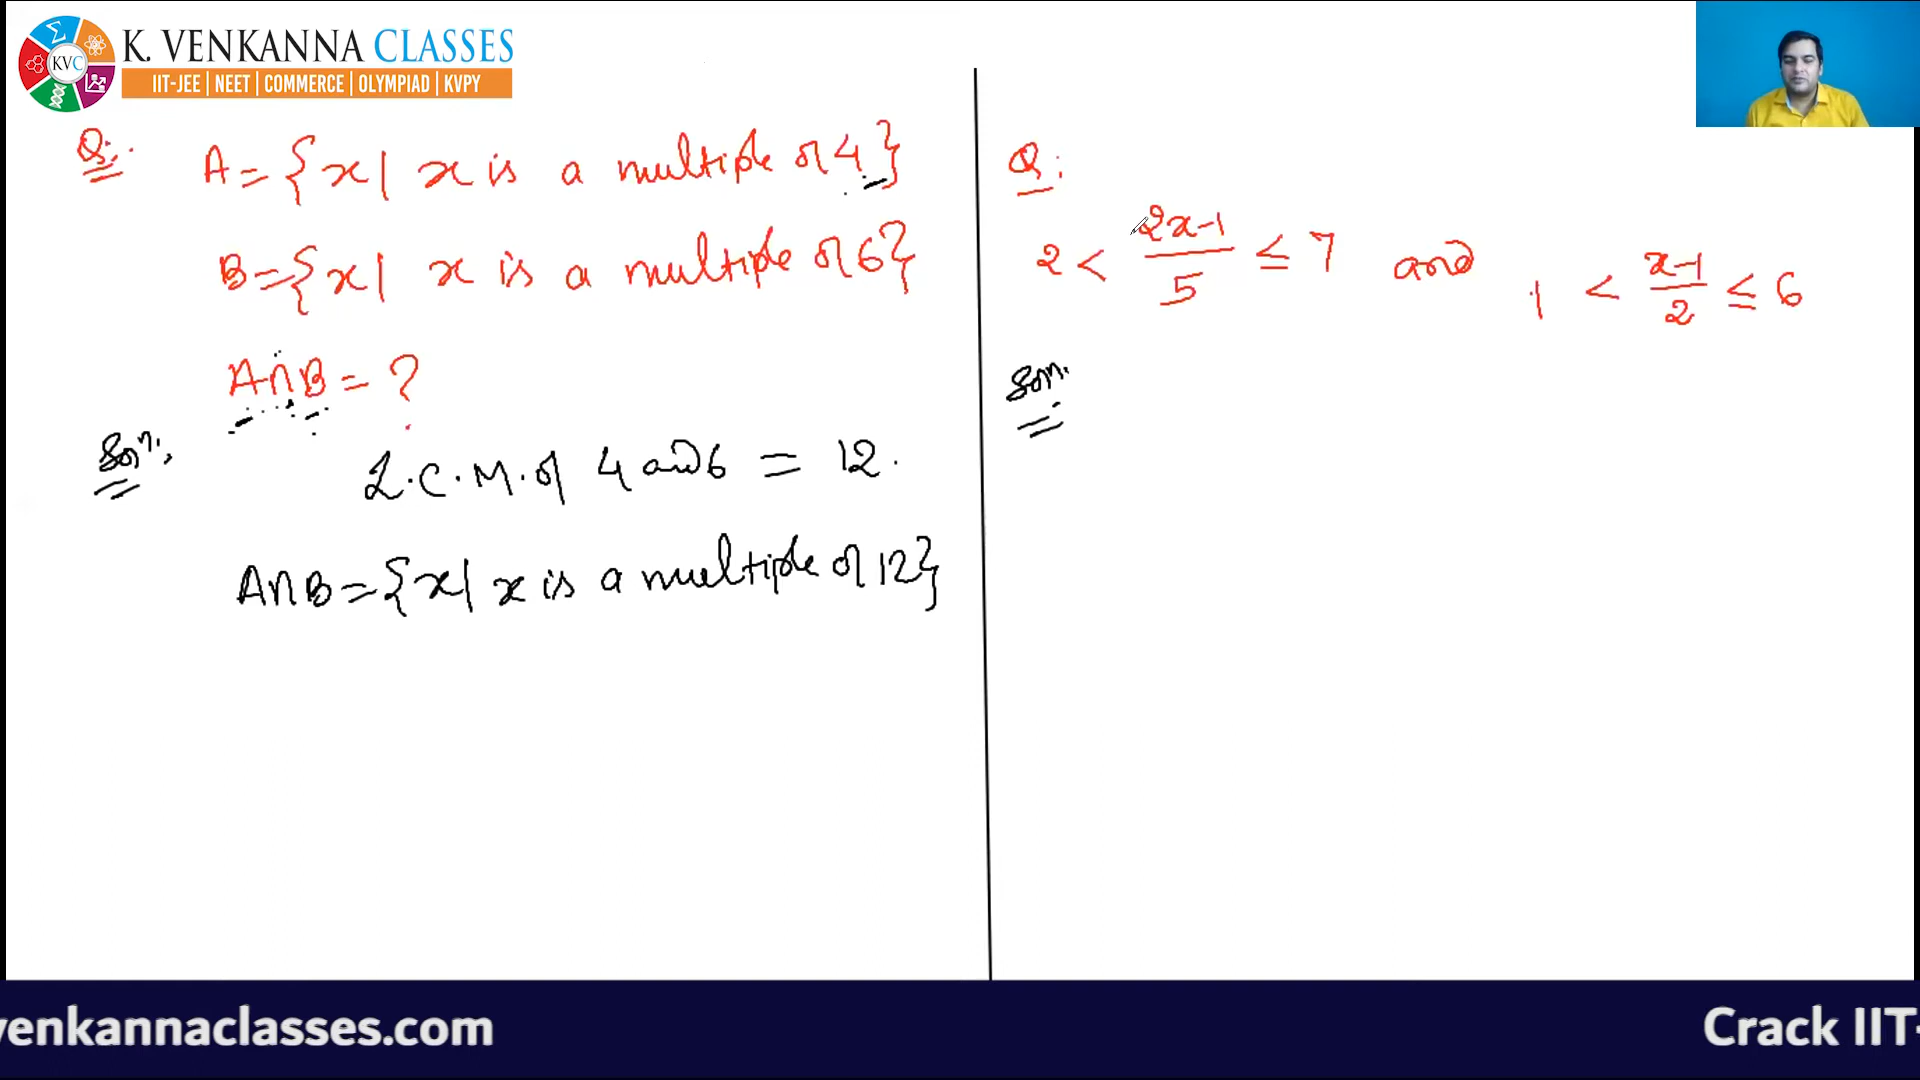 KVC
K. VENKANNA CLASSES
IIT-JEE | NEET | COMMERCE | OLYMPIAD | KVPY
Q:.
A = {x | x is a multiple of 4}
B = {x | x is a multiple of 6}
A∩B = ?
Son:
L.C.M. of 4 and 6 = 12.
A∩B = {x | x is a multiple of 12}
Q:
2 < (2x-1)/5 ≤ 7 and 1 < (x-1)/2 ≤ 6
Son:
venkannaclasses.com
Crack IIT-